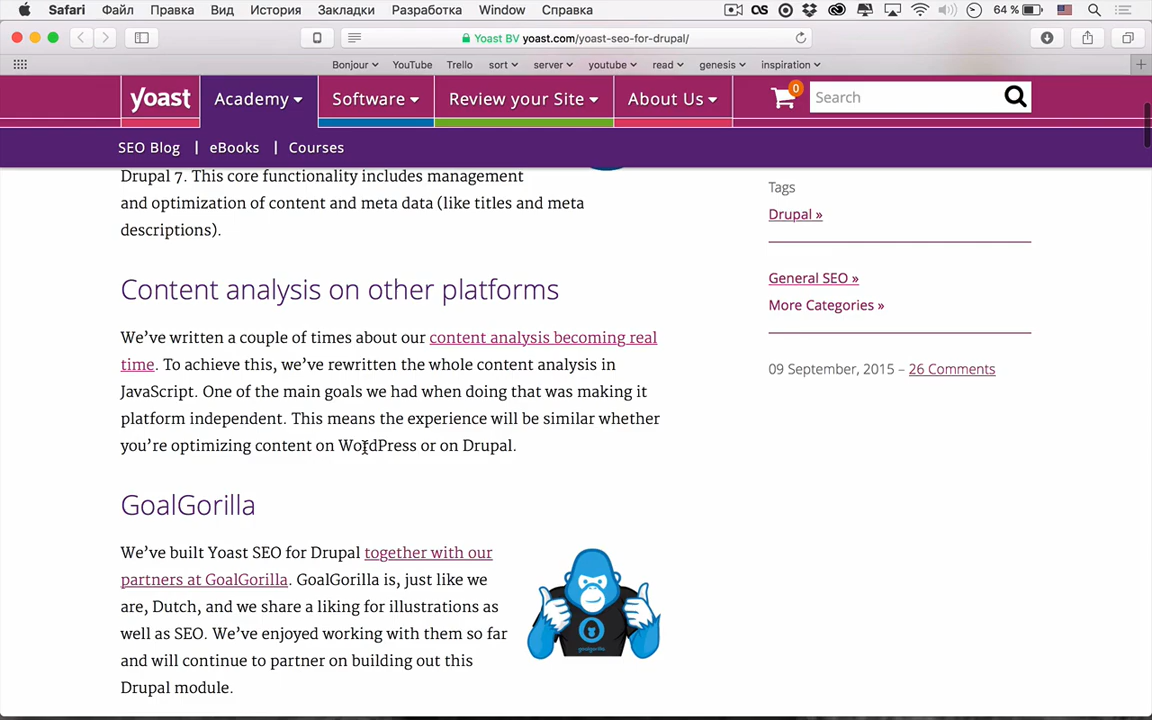 Safari Файл Правка Вид История Закладки Разработка Window Справка 64 %
Yoast BV yoast.com/yoast-seo-for-drupal/
Bonjour YouTube Trello sort server youtube read genesis inspiration
yoast Academy Software Review your Site About Us 0 Search
SEO Blog | eBooks | Courses
Drupal 7. This core functionality includes management
and optimization of content and meta data (like titles and meta
descriptions).
Content analysis on other platforms
We’ve written a couple of times about our content analysis becoming real
time. To achieve this, we’ve rewritten the whole content analysis in
JavaScript. One of the main goals we had when doing that was making it
platform independent. This means the experience will be similar whether
you’re optimizing content on WordPress or on Drupal.
GoalGorilla
We’ve built Yoast SEO for Drupal together with our
partners at GoalGorilla. GoalGorilla is, just like we
are, Dutch, and we share a liking for illustrations as
well as SEO. We’ve enjoyed working with them so far
and will continue to partner on building out this
Drupal module.
goalgorilla
Tags
Drupal »
General SEO »
More Categories »
09 September, 2015 – 26 Comments